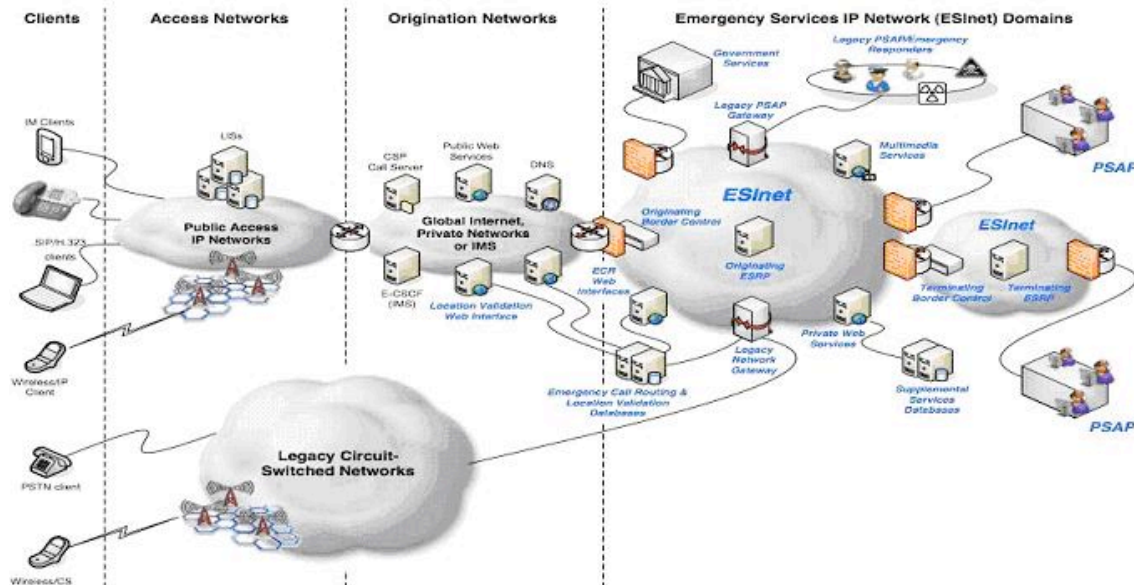 Clients
Access Networks
Origination Networks
Emergency Services IP Network (ESInet) Domains
Government
Services
Legacy PSAP/Emergency
Responders
Legacy PSAP
Gateway
IM Clients
LISs
CSP
Call Server
Public Web
Services
DNS
Multimedia
Services
PSAP
ESInet
Public Access
IP Networks
Global Internet,
Private Networks
or IMS
Originating
Border Control
ESInet
SIP/H.323
clients
Originating
ESRP
E-CSCF
(IMS)
Location Validation
Web Interface
ECR
Web
Interfaces
Terminating
Border Control
Terminating
ESRP
Private Web
Services
Legacy
Network
Gateway
Wireless/IP
Client
Emergency Call Routing &
Location Validation
Databases
Supplemental
Services
Databases
PSAP
Legacy Circuit-
Switched Networks
PSTN client
Wireless/CS